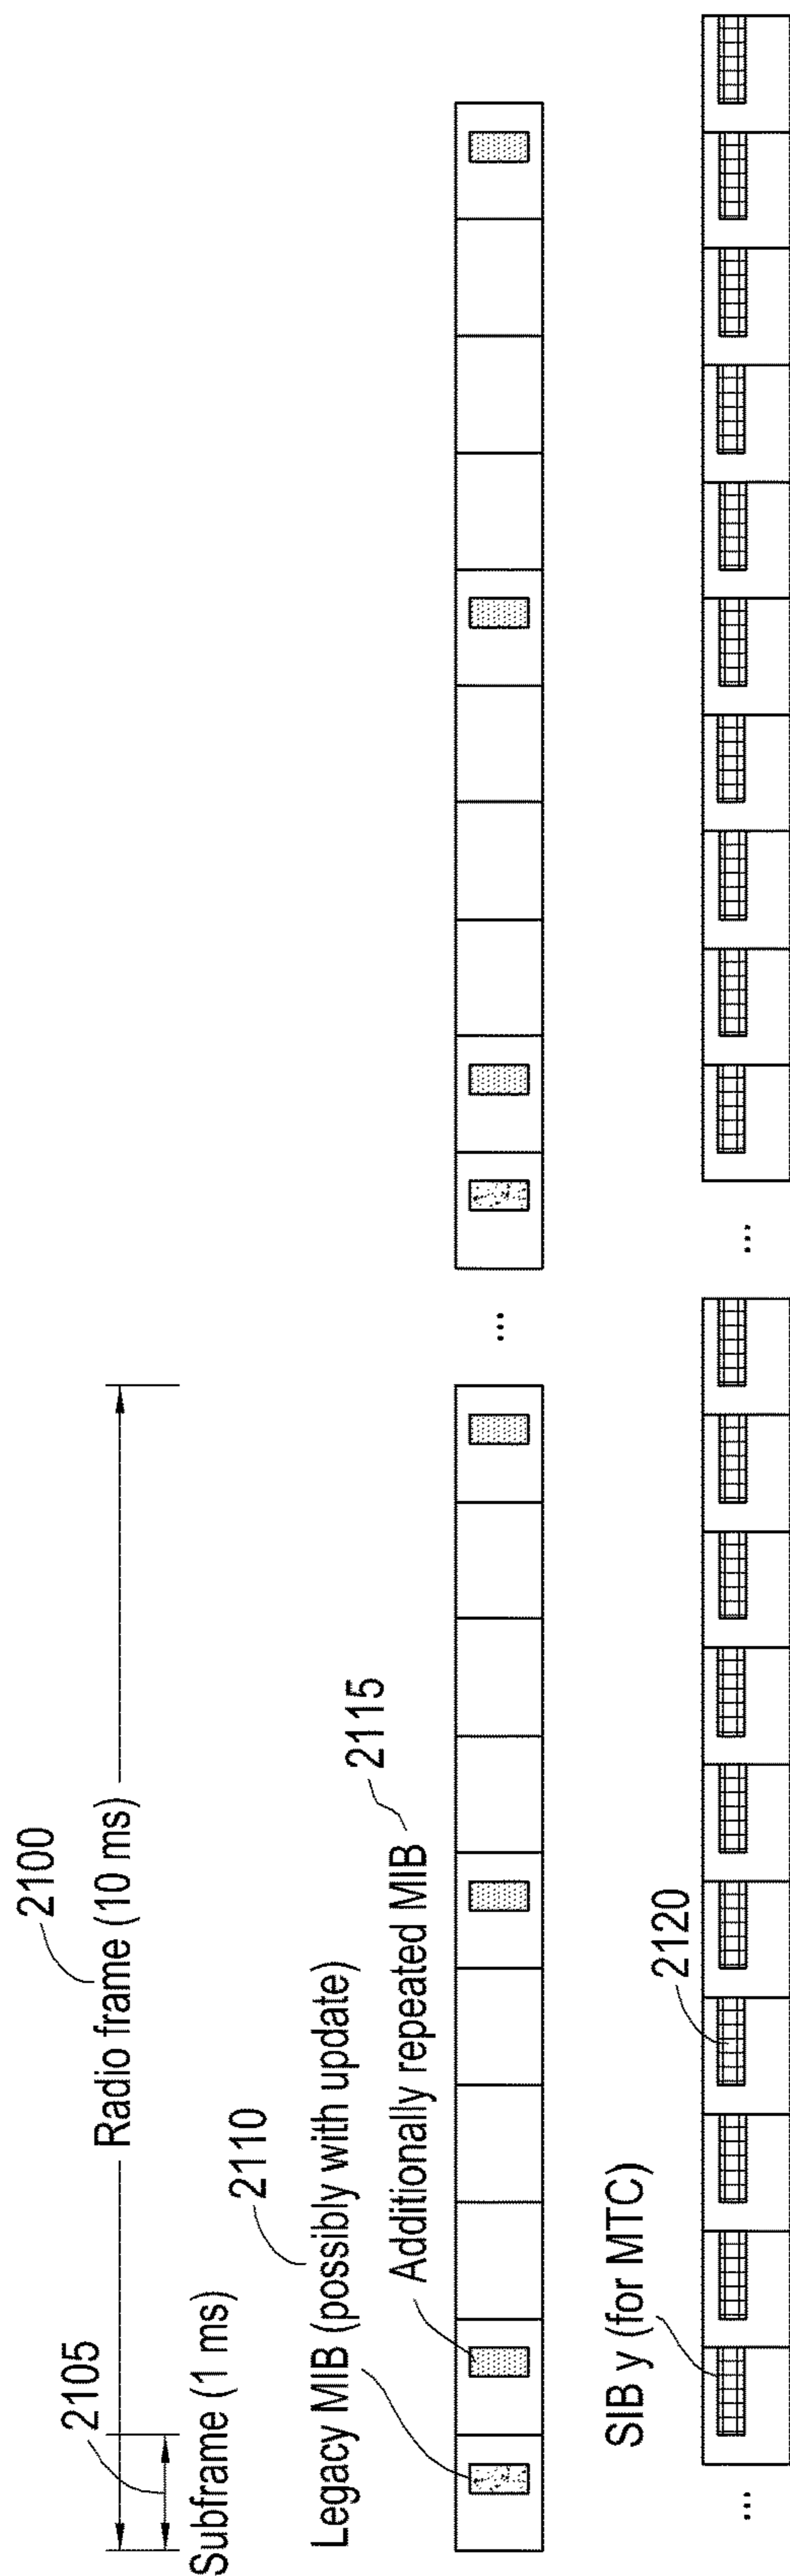 2100
Radio frame (10 ms)
2105
Subframe (1 ms)
2110
Legacy MIB (possibly with update)
2115
Additionally repeated MIB
...
2120
SIB y (for MTC)
...
...